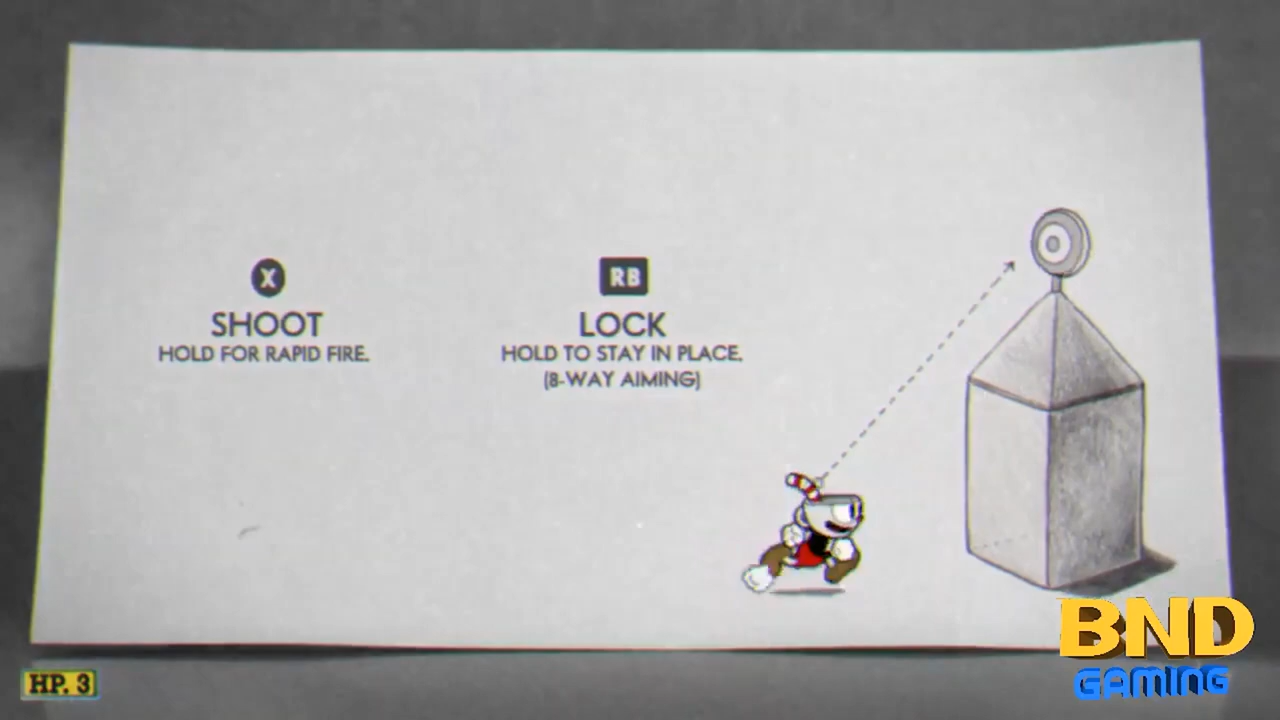 X
SHOOT
HOLD FOR RAPID FIRE.
RB
LOCK
HOLD TO STAY IN PLACE.
(8-WAY AIMING)
HP. 3
BND
GAMING